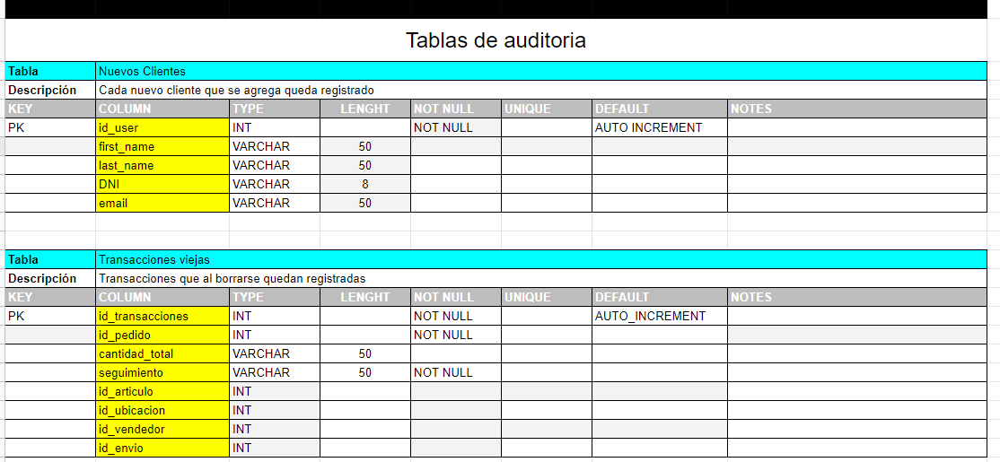 Tablas de auditoria
Tabla Nuevos Clientes
Descripción Cada nuevo cliente que se agrega queda registrado
KEY COLUMN TYPE LENGHT NOT NULL UNIQUE DEFAULT NOTES
PK id_user INT NOT NULL AUTO INCREMENT
first_name VARCHAR 50
last_name VARCHAR 50
DNI VARCHAR 8
email VARCHAR 50
Tabla Transacciones viejas
Descripción Transacciones que al borrarse quedan registradas
KEY COLUMN TYPE LENGHT NOT NULL UNIQUE DEFAULT NOTES
PK id_transacciones INT NOT NULL AUTO_INCREMENT
id_pedido INT NOT NULL
cantidad_total VARCHAR 50
seguimiento VARCHAR 50 NOT NULL
id_articulo INT
id_ubicacion INT
id_vendedor INT
id_envio INT